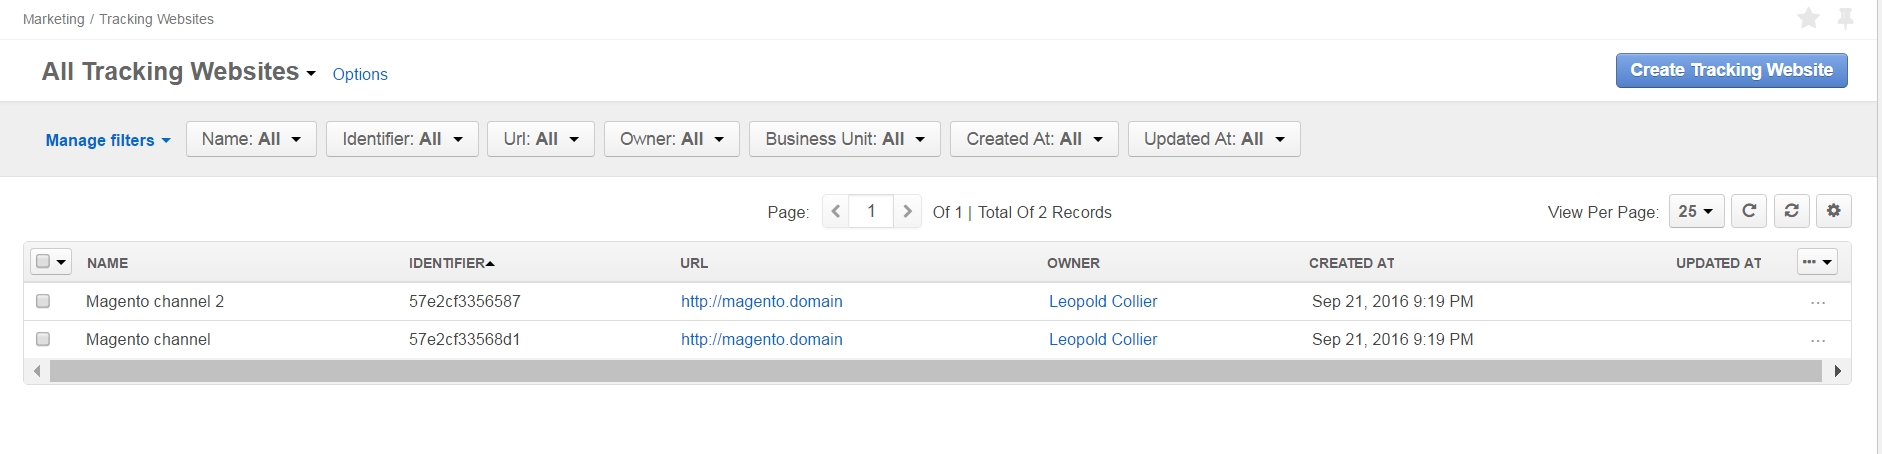 Marketing / Tracking Websites
All Tracking Websites Options Create Tracking Website
Manage filters Name: All Identifier: All Url: All Owner: All Business Unit: All Created At: All Updated At: All
Page: 1 Of 1 | Total Of 2 Records View Per Page: 25
NAME IDENTIFIER URL OWNER CREATED AT UPDATED AT
Magento channel 2 57e2cf3356587 http://magento.domain Leopold Collier Sep 21, 2016 9:19 PM ...
Magento channel 57e2cf33568d1 http://magento.domain Leopold Collier Sep 21, 2016 9:19 PM ...